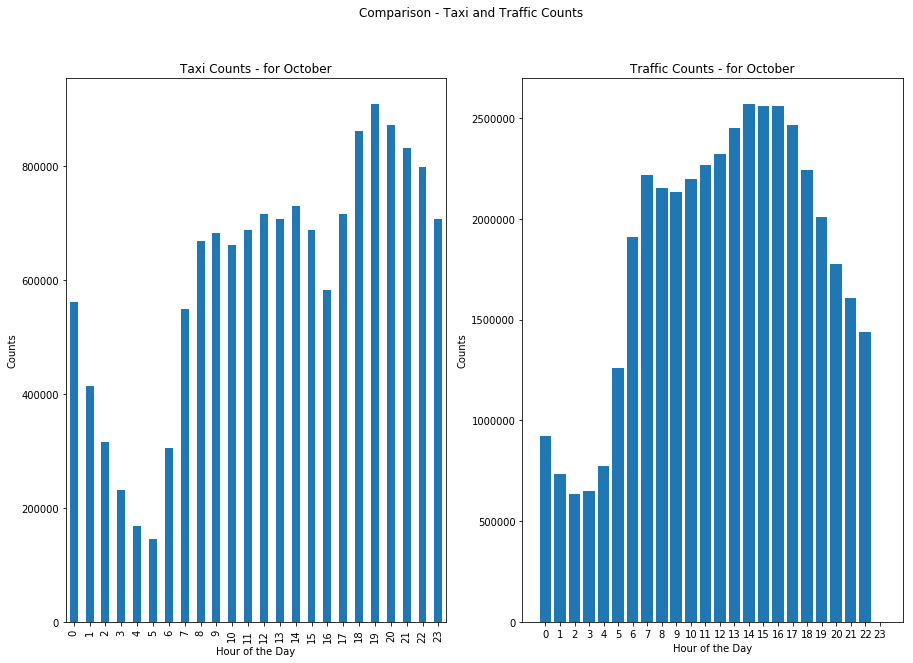 Comparison - Taxi and Traffic Counts
Taxi Counts - for October
Counts
800000
600000
400000
200000
0
0 1 2 3 4 5 6 7 8 9 10 11 12 13 14 15 16 17 18 19 20 21 22 23
Hour of the Day
Traffic Counts - for October
Counts
2500000
2000000
1500000
1000000
500000
0
0 1 2 3 4 5 6 7 8 9 10 11 12 13 14 15 16 17 18 19 20 21 22 23
Hour of the Day